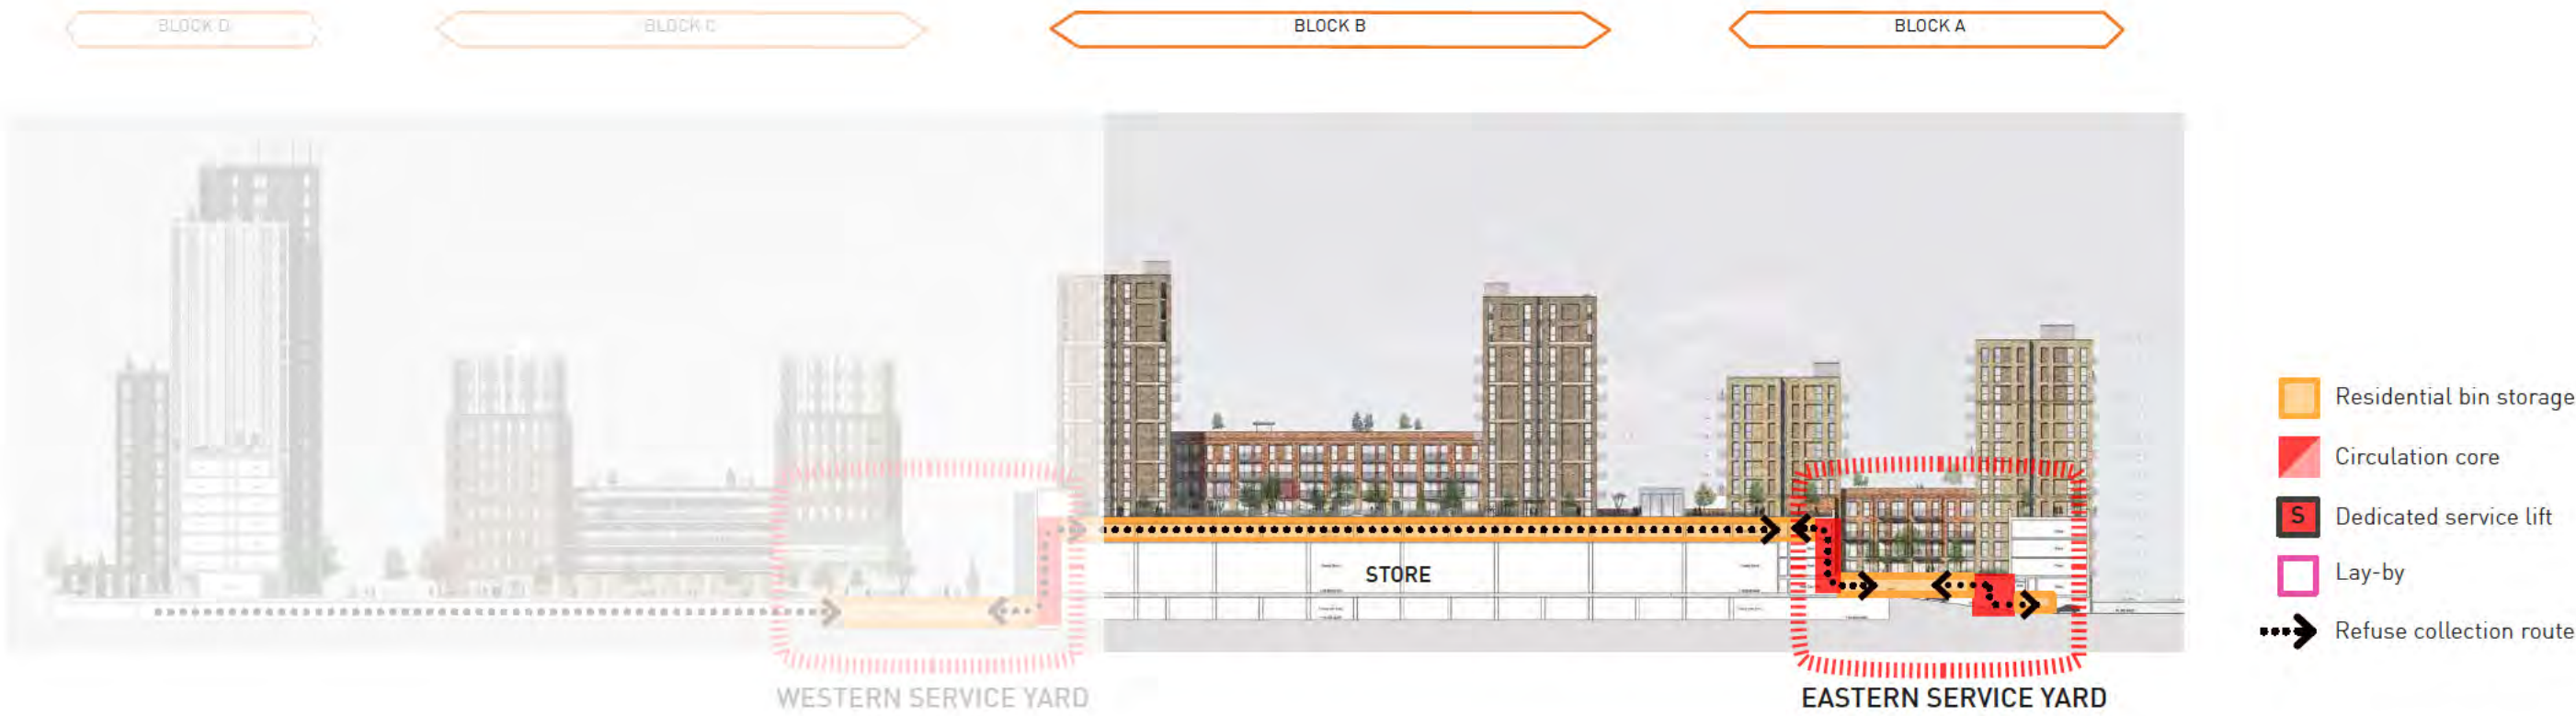 BLOCK D
BLOCK C
BLOCK B
BLOCK A
STORE
Residential bin storage
Circulation core
S
Dedicated service lift
Lay-by
Refuse collection route
WESTERN SERVICE YARD
EASTERN SERVICE YARD